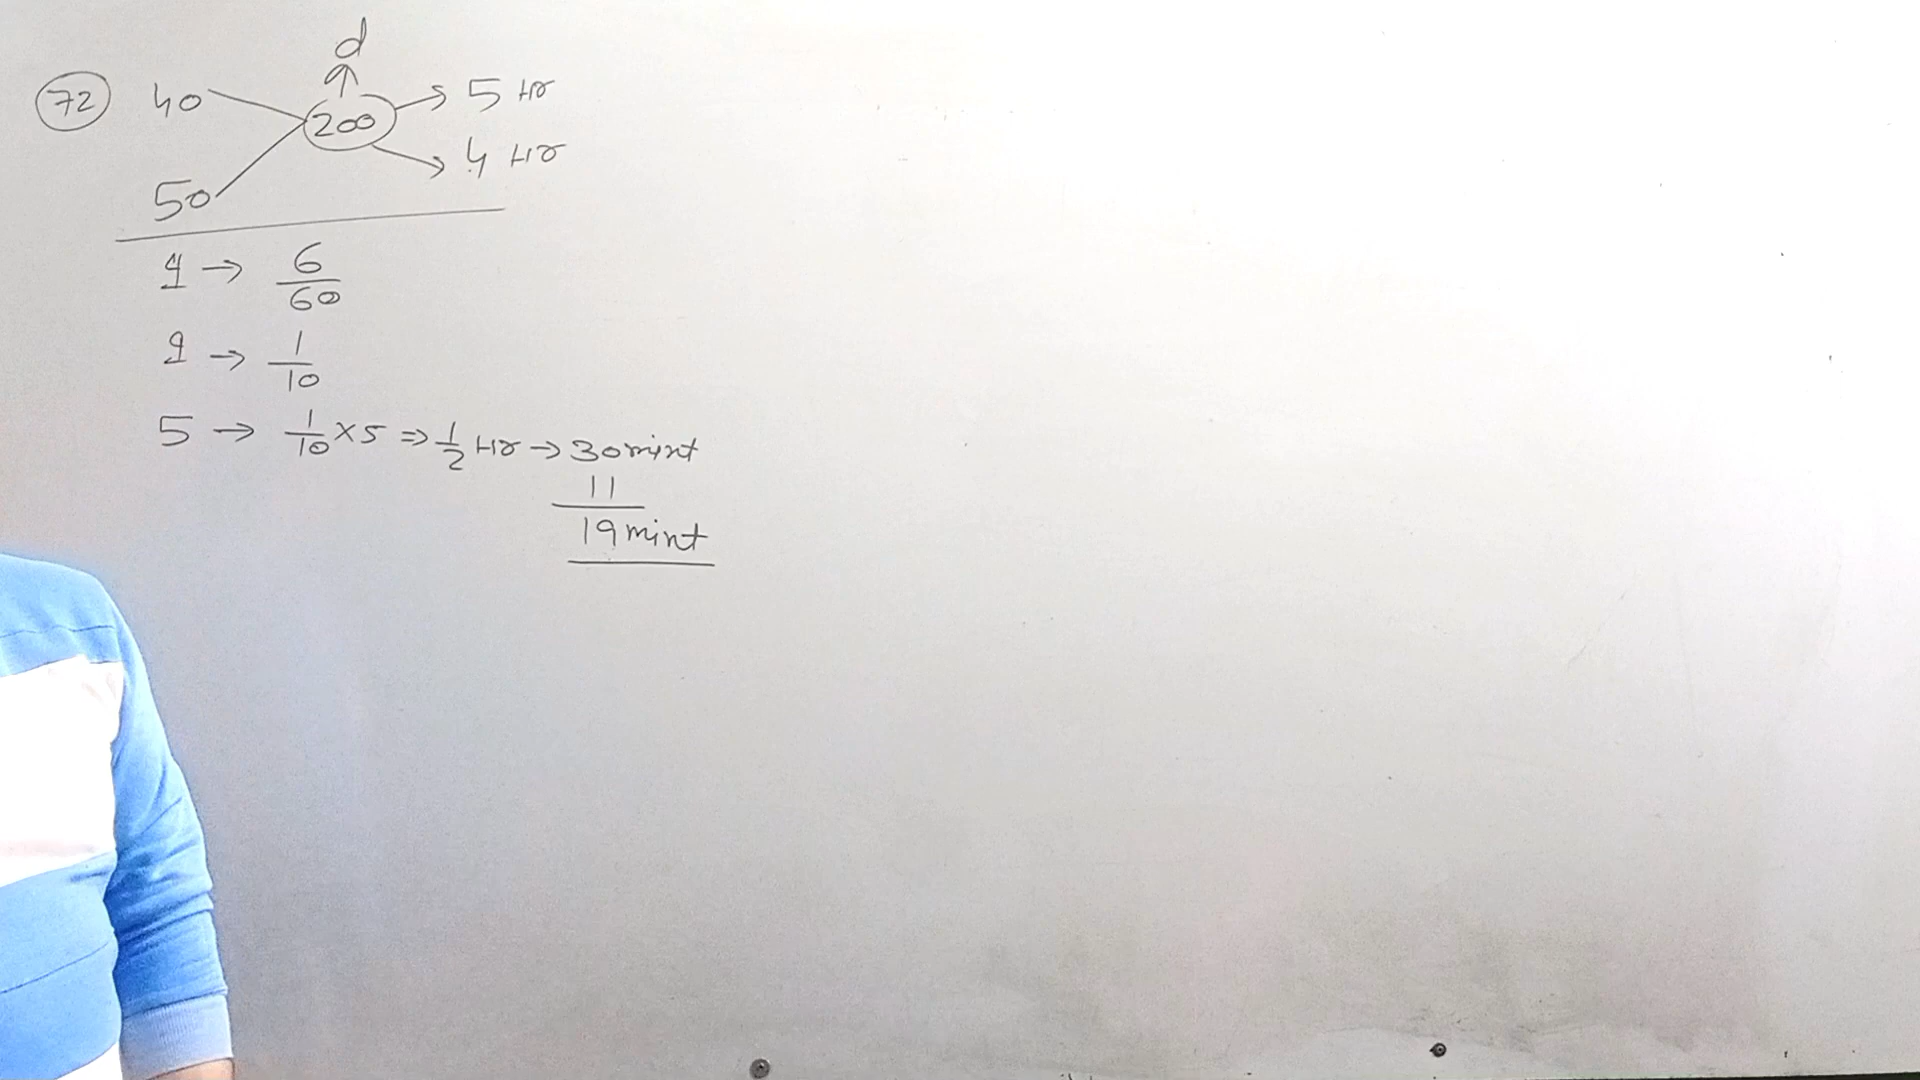 d
72 40 200 5 Hr
4 Hr
50
1 → 6/60
1 → 1/10
5 → 1/10 × 5 ⇒ 1/2 Hr → 30 mint
11
19 mint